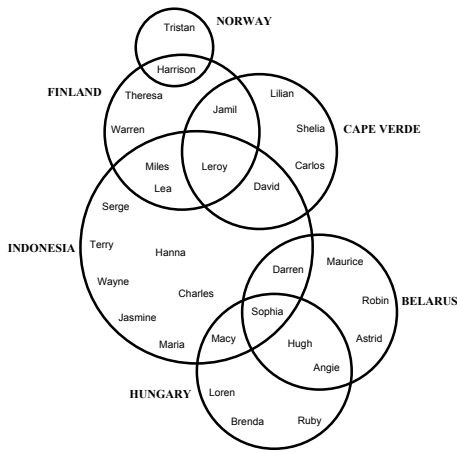 Tristan
NORWAY
Harrison
FINLAND
Theresa
Lilian
Jamil
Warren
Shelia
CAPE VERDE
Miles
Leroy
Carlos
Lea
David
Serge
INDONESIA
Terry
Hanna
Maurice
Darren
Wayne
Charles
Robin
BELARUS
Jasmine
Sophia
Maria
Macy
Hugh
Astrid
Angie
HUNGARY
Loren
Brenda
Ruby